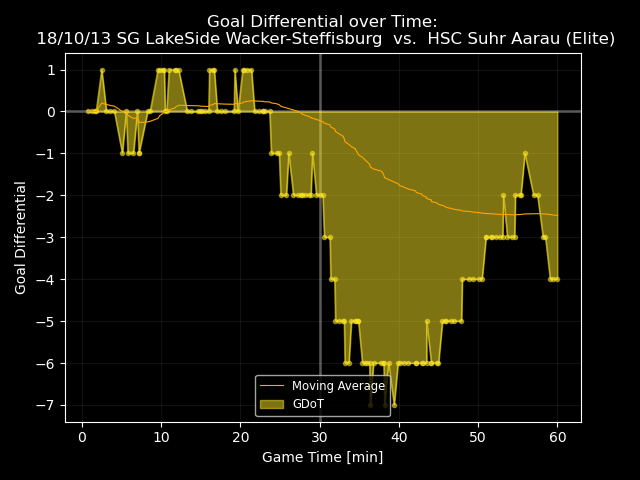 Goal Differential over Time:
18/10/13 SG LakeSide Wacker-Steffisburg  vs.  HSC Suhr Aarau (Elite)
Goal Differential
1
0
−1
−2
−3
−4
−5
−6
−7
Moving Average
GDoT
0
10
20
30
40
50
60
Game Time [min]